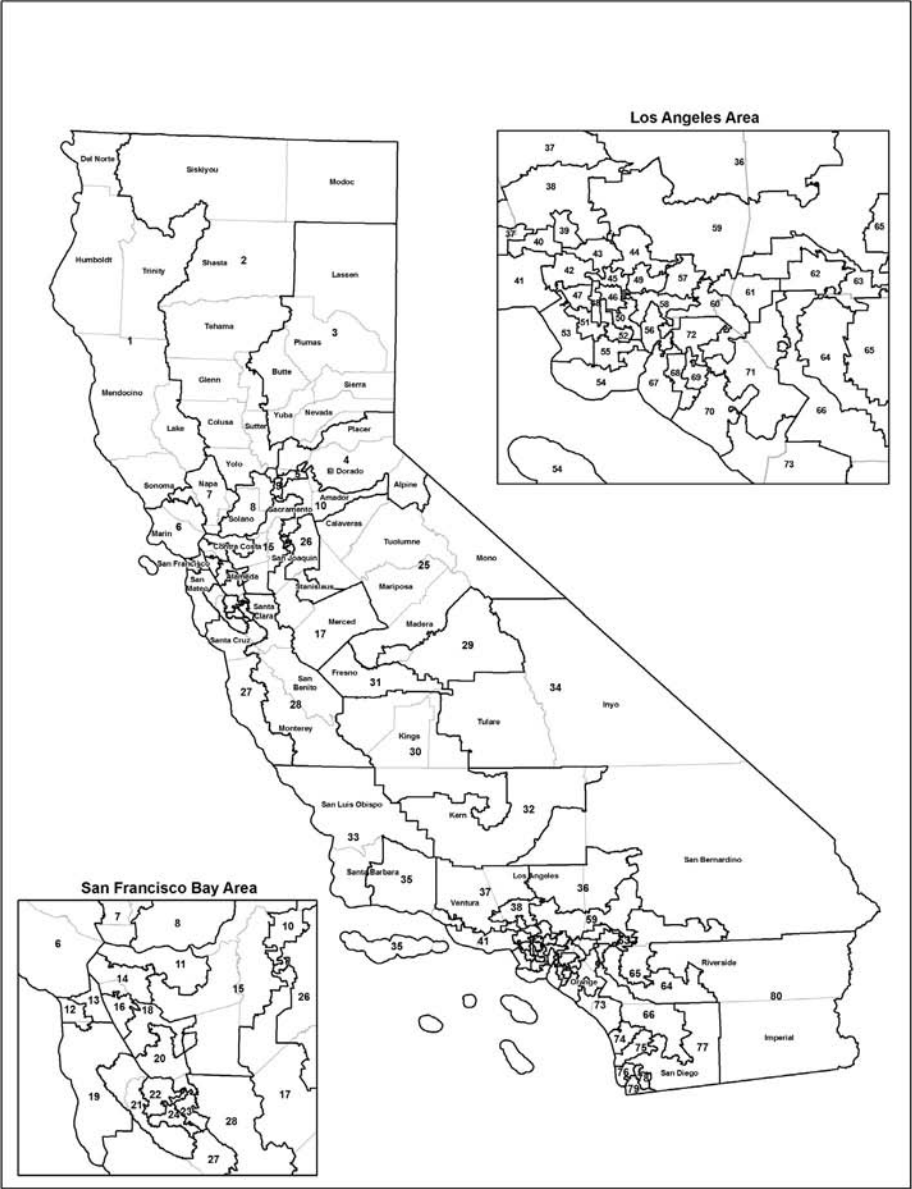 Los Angeles Area
37
36
38
59
65
39
37
40
43
44
42
45
49
57
62
63
61
41
47
48
46
58
60
50
51
53
52
56
72
55
64
65
68
69
71
54
67
70
66
54
73
Del Norte
Siskiyou
Modoc
Humboldt
Trinity
Shasta
2
Lassen
Tehama
1
Plumas
3
Mendocino
Glenn
Butte
Sierra
Lake
Colusa
Sutter
Yuba
Nevada
Placer
Yolo
4
El Dorado
5
9
Sonoma
Napa
7
Alpine
Amador
10
8
Solano
Sacramento
Calaveras
Marin
6
Contra Costa
15
26
Tuolumne
San Joaquin
Mono
San Francisco
25
San
Mateo
Alameda
Stanislaus
Mariposa
Santa
Clara
Merced
17
Madera
Santa Cruz
29
Fresno
31
San
Benito
27
28
34
Inyo
Monterey
Tulare
Kings
30
San Luis Obispo
Kern
32
33
San Bernardino
Santa Barbara
35
Los Angeles
37
36
Ventura
38
59
35
41
63
Riverside
65
64
Orange
73
80
66
74
75
77
Imperial
76
78
San Diego
79
San Francisco Bay Area
7
8
10
6
9
11
14
15
26
13
12
16
18
20
19
22
17
21
24
23
28
27